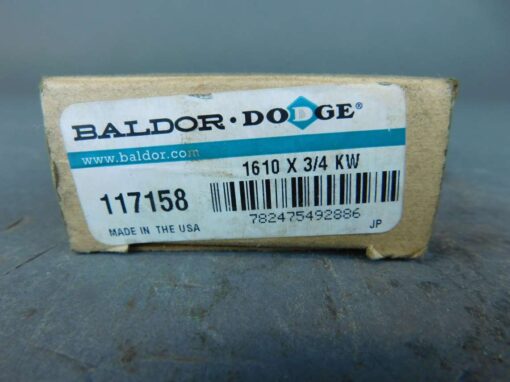 BALDOR · DODGE®
www.baldor.com
1610 X 3/4 KW
117158
782475492886
MADE IN THE USA
JP